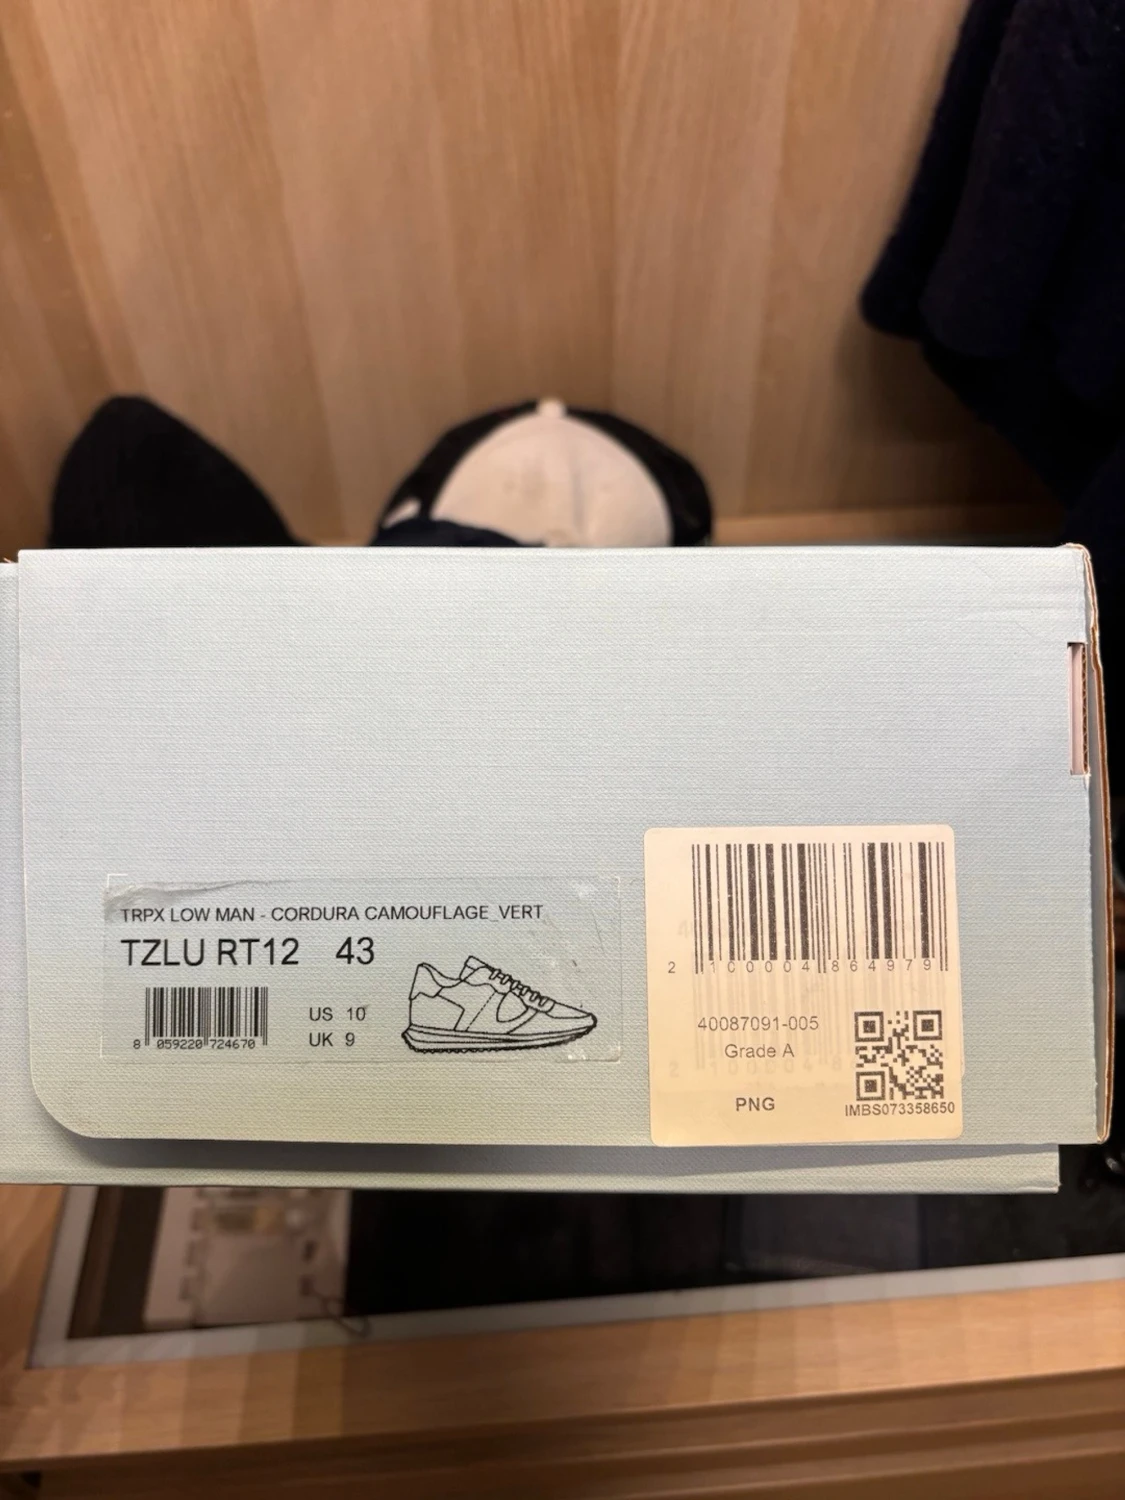 TRPX LOW MAN - CORDURA CAMOUFLAGE_VERT
TZLU RT12 43
US 10
UK 9
8 059220 724670
2 100004 864979
40087091-005
Grade A
PNG
IMBS073358650